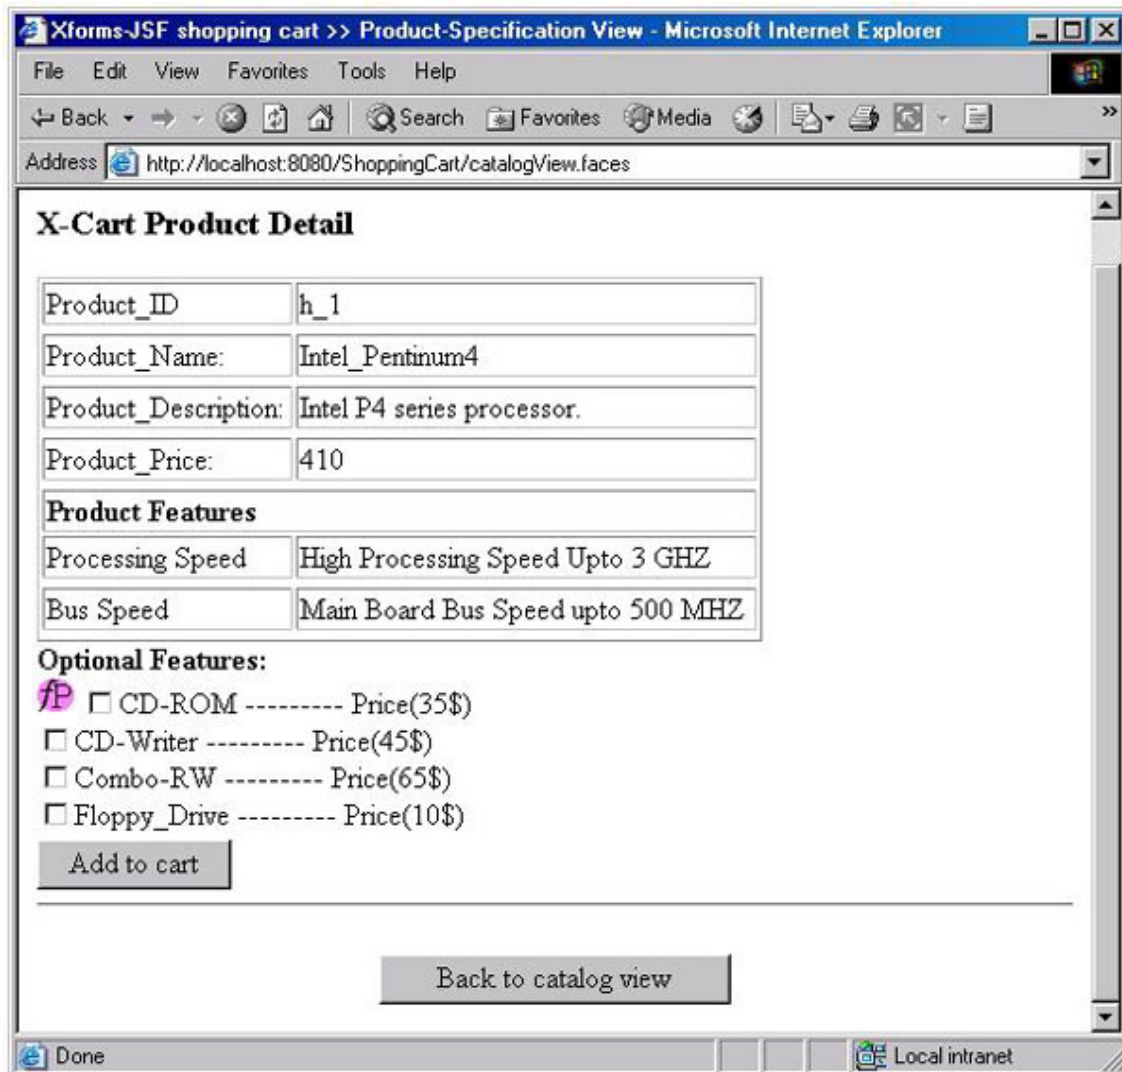 Xforms-JSF shopping cart >> Product-Specification View - Microsoft Internet Explorer
File Edit View Favorites Tools Help
Back Search Favorites Media »
Address http://localhost:8080/ShoppingCart/catalogView.faces
X-Cart Product Detail
Product_ID h_1
Product_Name: Intel_Pentinum4
Product_Description: Intel P4 series processor.
Product_Price: 410
Product Features
Processing Speed High Processing Speed Upto 3 GHZ
Bus Speed Main Board Bus Speed upto 500 MHZ
Optional Features:
fP CD-ROM --------- Price(35$)
CD-Writer --------- Price(45$)
Combo-RW --------- Price(65$)
Floppy_Drive --------- Price(10$)
Add to cart
Back to catalog view
Done Local intranet